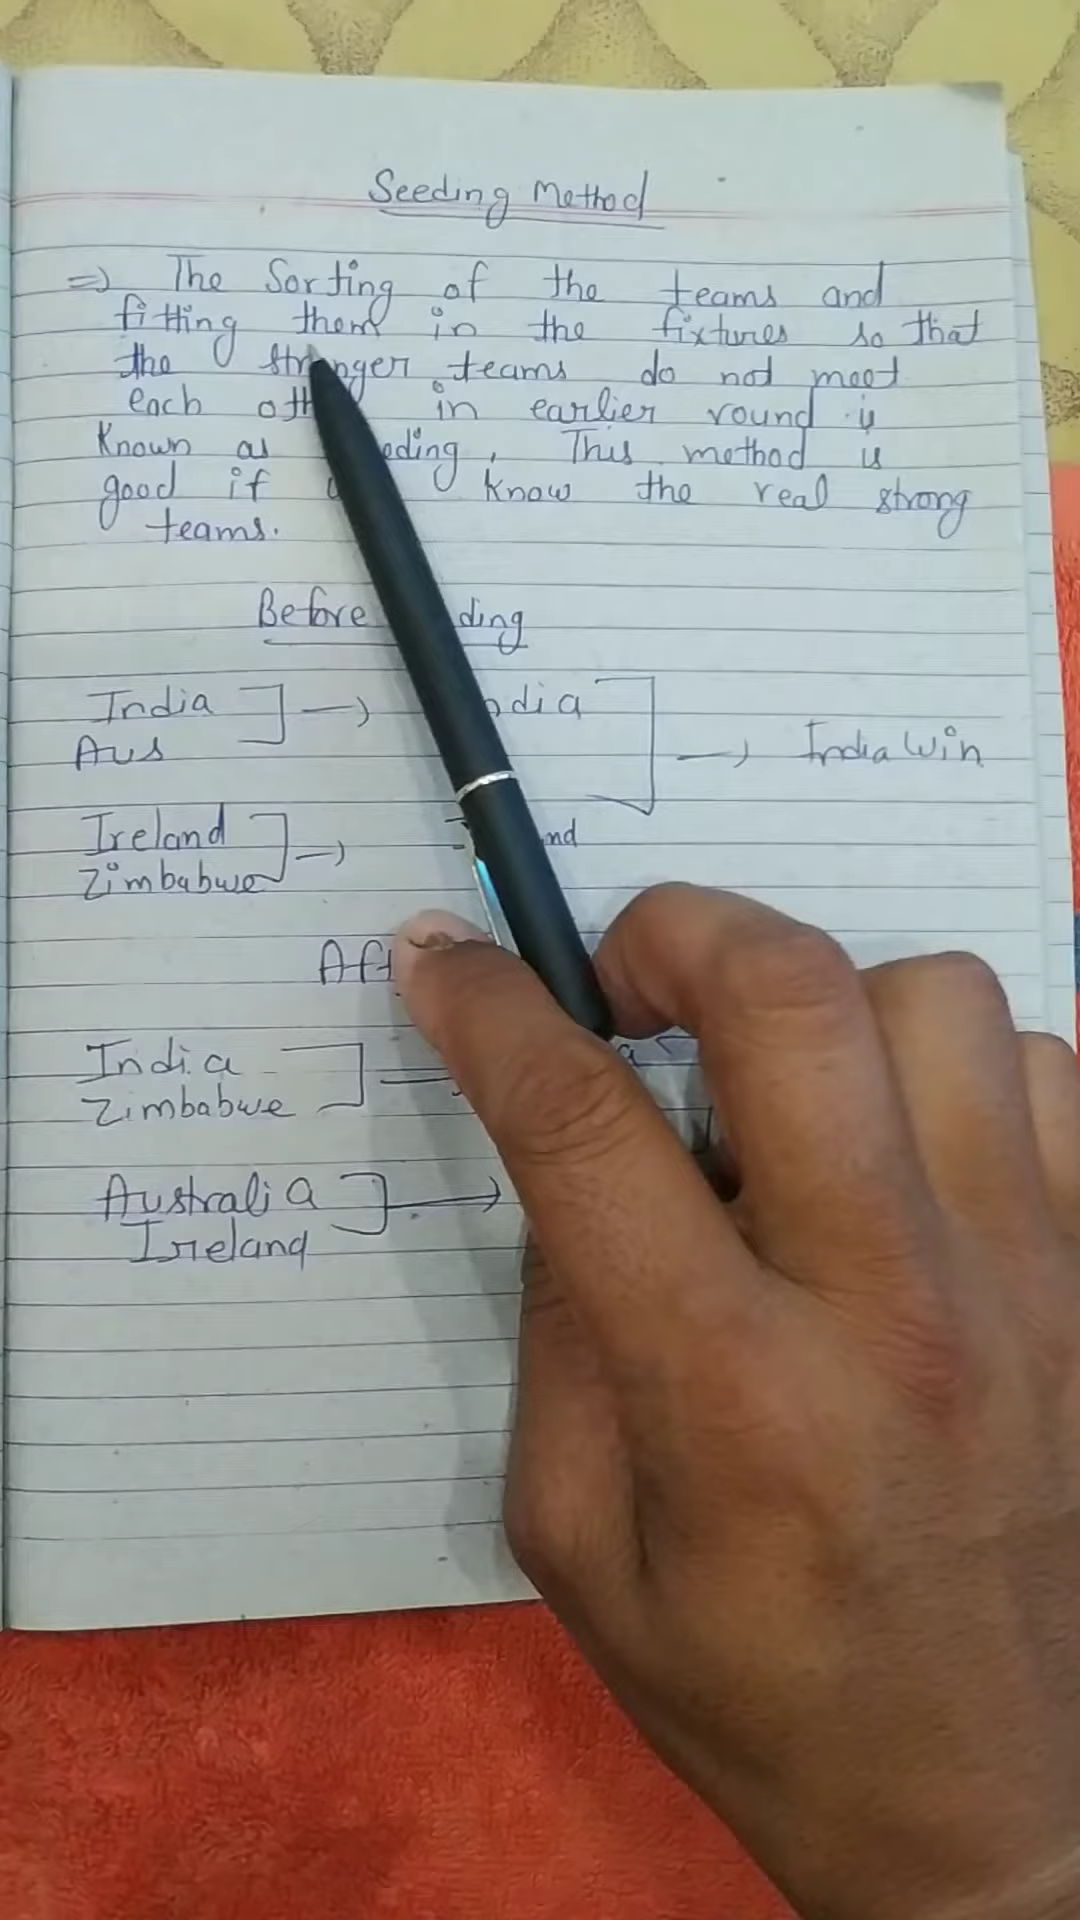 Seeding Method
=> The Sorting of the teams and
fitting them in the fixtures so that
the stronger teams do not meet
each in earlier round is
Known as This method is
good if Know the real strong
teams.
Before
India
Aus
India Win
Ireland
Zimbabwe
India
Zimbabwe
Australia
Ireland